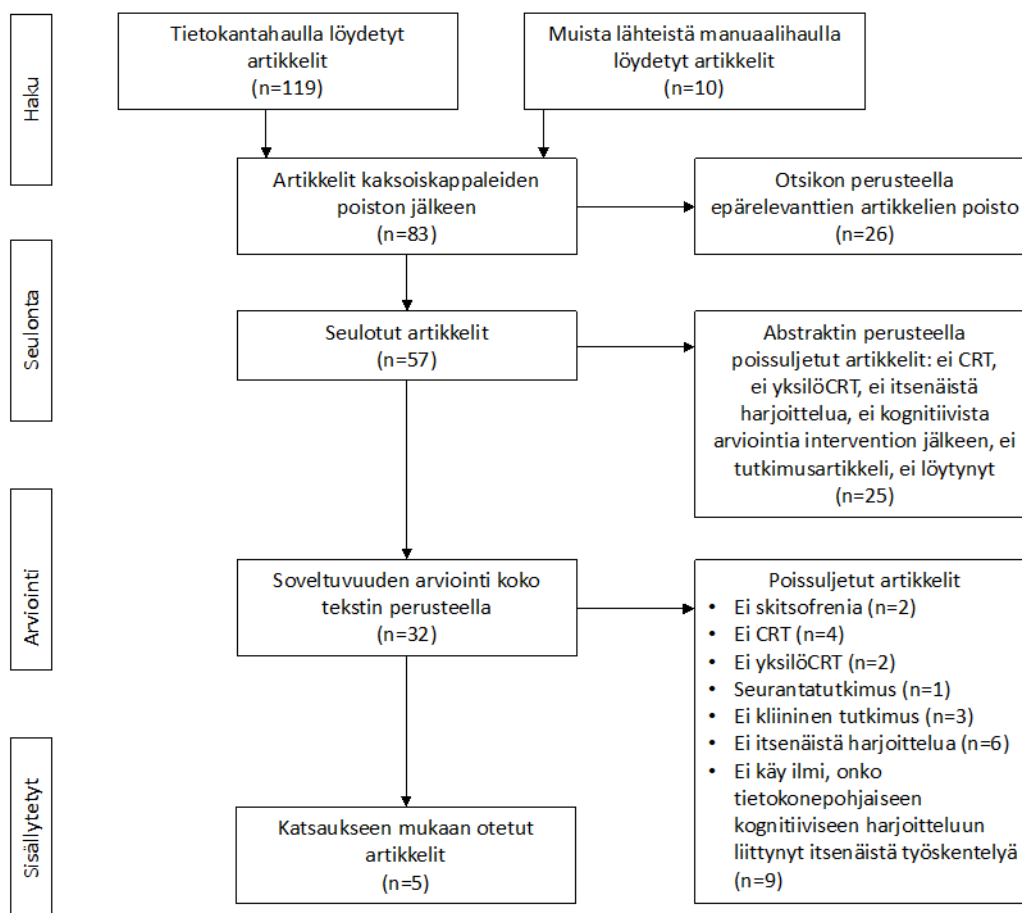 Haku
Tietokantahaulla löydetyt
artikkelit
(n=119)
Muista lähteistä manuaalihaulla
löydetyt artikkelit
(n=10)
Artikkelit kaksoiskappaleiden
poiston jälkeen
(n=83)
Otsikon perusteella
epärelevanttien artikkelien poisto
(n=26)
Seulonta
Seulotut artikkelit
(n=57)
Abstraktin perusteella
poissuljetut artikkelit: ei CRT,
ei yksilöCRT, ei itsenäistä
harjoittelua, ei kognitiivista
arviointia intervention jälkeen, ei
tutkimusartikkeli, ei löytynyt
(n=25)
Arviointi
Soveltuvuuden arviointi koko
tekstin perusteella
(n=32)
Poissuljetut artikkelit
• Ei skitsofrenia (n=2)
• Ei CRT (n=4)
• Ei yksilöCRT (n=2)
• Seurantatutkimus (n=1)
• Ei kliininen tutkimus (n=3)
• Ei itsenäistä harjoittelua (n=6)
• Ei käy ilmi, onko
tietokonepohjaiseen
kognitiiviseen harjoitteluun
liittynyt itsenäistä työskentelyä
(n=9)
Sisällytetyt
Katsaukseen mukaan otetut
artikkelit
(n=5)